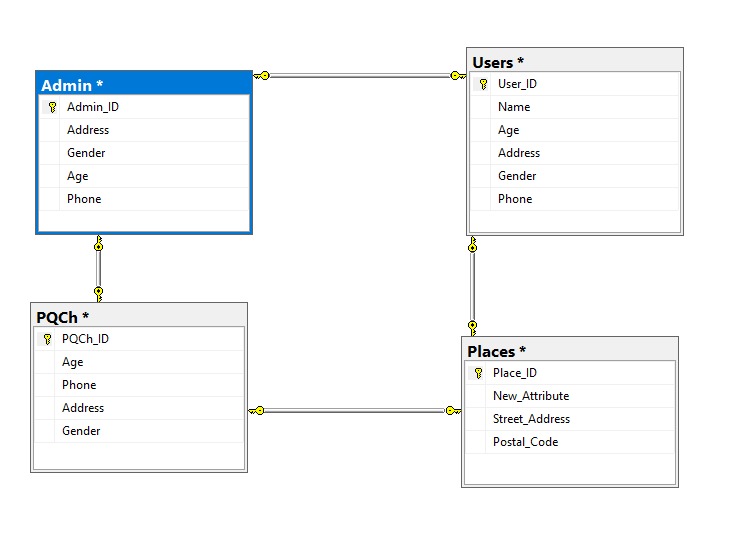 Admin *
Admin_ID
Address
Gender
Age
Phone
Users *
User_ID
Name
Age
Address
Gender
Phone
PQCh *
PQCh_ID
Age
Phone
Address
Gender
Places *
Place_ID
New_Attribute
Street_Address
Postal_Code